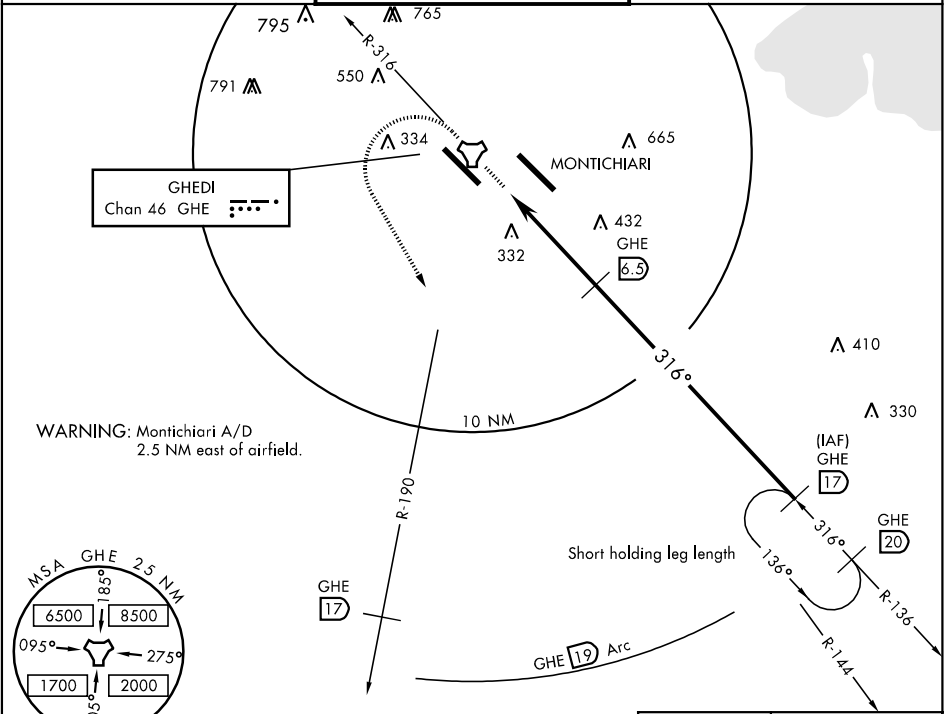 795
765
R-316
550
791
334
665
MONTICHIARI
GHEDI
Chan 46 GHE
432
332
GHE
6.5
316°
410
330
10 NM
WARNING: Montichiari A/D
2.5 NM east of airfield.
(IAF)
GHE
17
R-190
316°
GHE
20
Short holding leg length
136°
MSA GHE 25 NM
185°
GHE
17
R-136
6500
8500
095°
275°
GHE 19 Arc
R-144
1700
2000